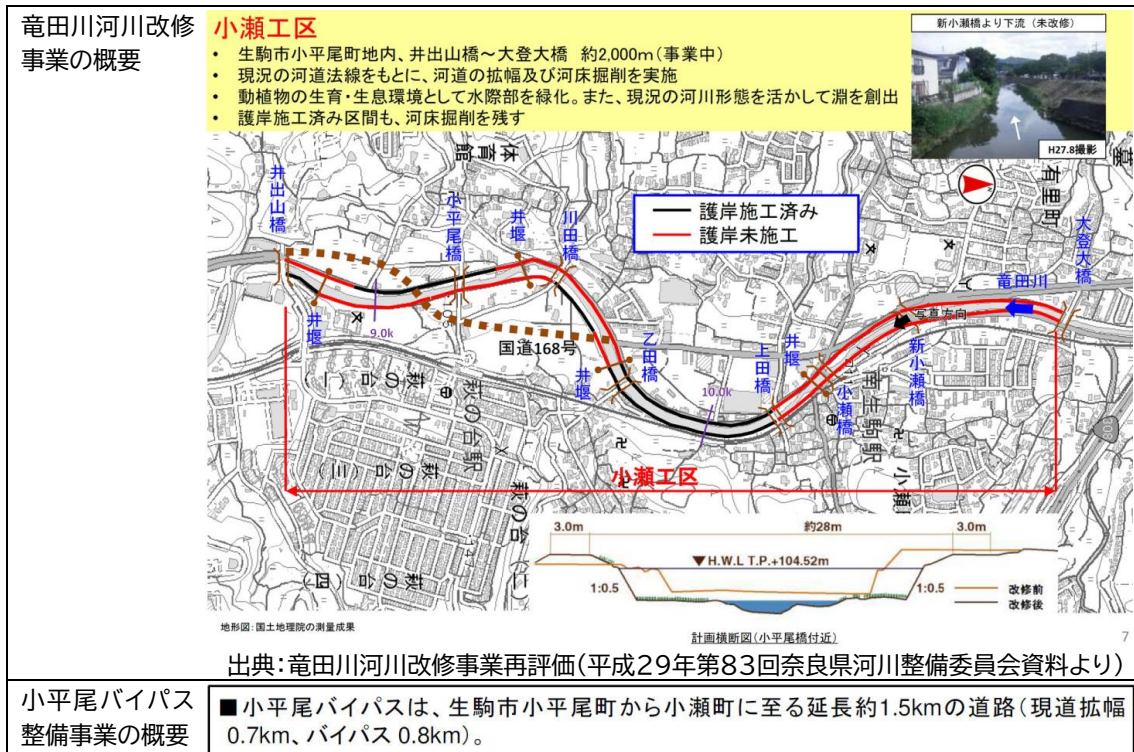 竜田川河川改修
事業の概要
小瀬工区
• 生駒市小平尾町地内、井出山橋～大登大橋 約2,000m(事業中)
• 現況の河道法線をもとに、河道の拡幅及び河床掘削を実施
• 動植物の生育・生息環境として水際部を緑化。また、現況の河川形態を活かして淵を創出
• 護岸施工済み区間も、河床掘削を残す
新小瀬橋より下流(未改修)
H27.8撮影
体育館
有里町
井出山橋
小平尾橋
井堰
川田橋
護岸施工済み
護岸未施工
大登大橋
竜田川
写真方向
井堰
9.0k
国道168号
井堰
乙田橋
10.0k
上田橋
井堰
小瀬橋
新小瀬橋
南生駒駅
萩の台駅
萩の台(一)
萩の台(三)
萩の台(四)
萩の台(二)
小瀬
小瀬工区
3.0m
約28m
3.0m
▼H.W.L T.P.+104.52m
1:0.5
1:0.5
改修前
改修後
地形図:国土地理院の測量成果
計画横断図(小平尾橋付近)
7
出典:竜田川河川改修事業再評価(平成29年第83回奈良県河川整備委員会資料より)
小平尾バイパス
整備事業の概要
■小平尾バイパスは、生駒市小平尾町から小瀬町に至る延長約1.5kmの道路(現道拡幅
0.7km、バイパス 0.8km)。